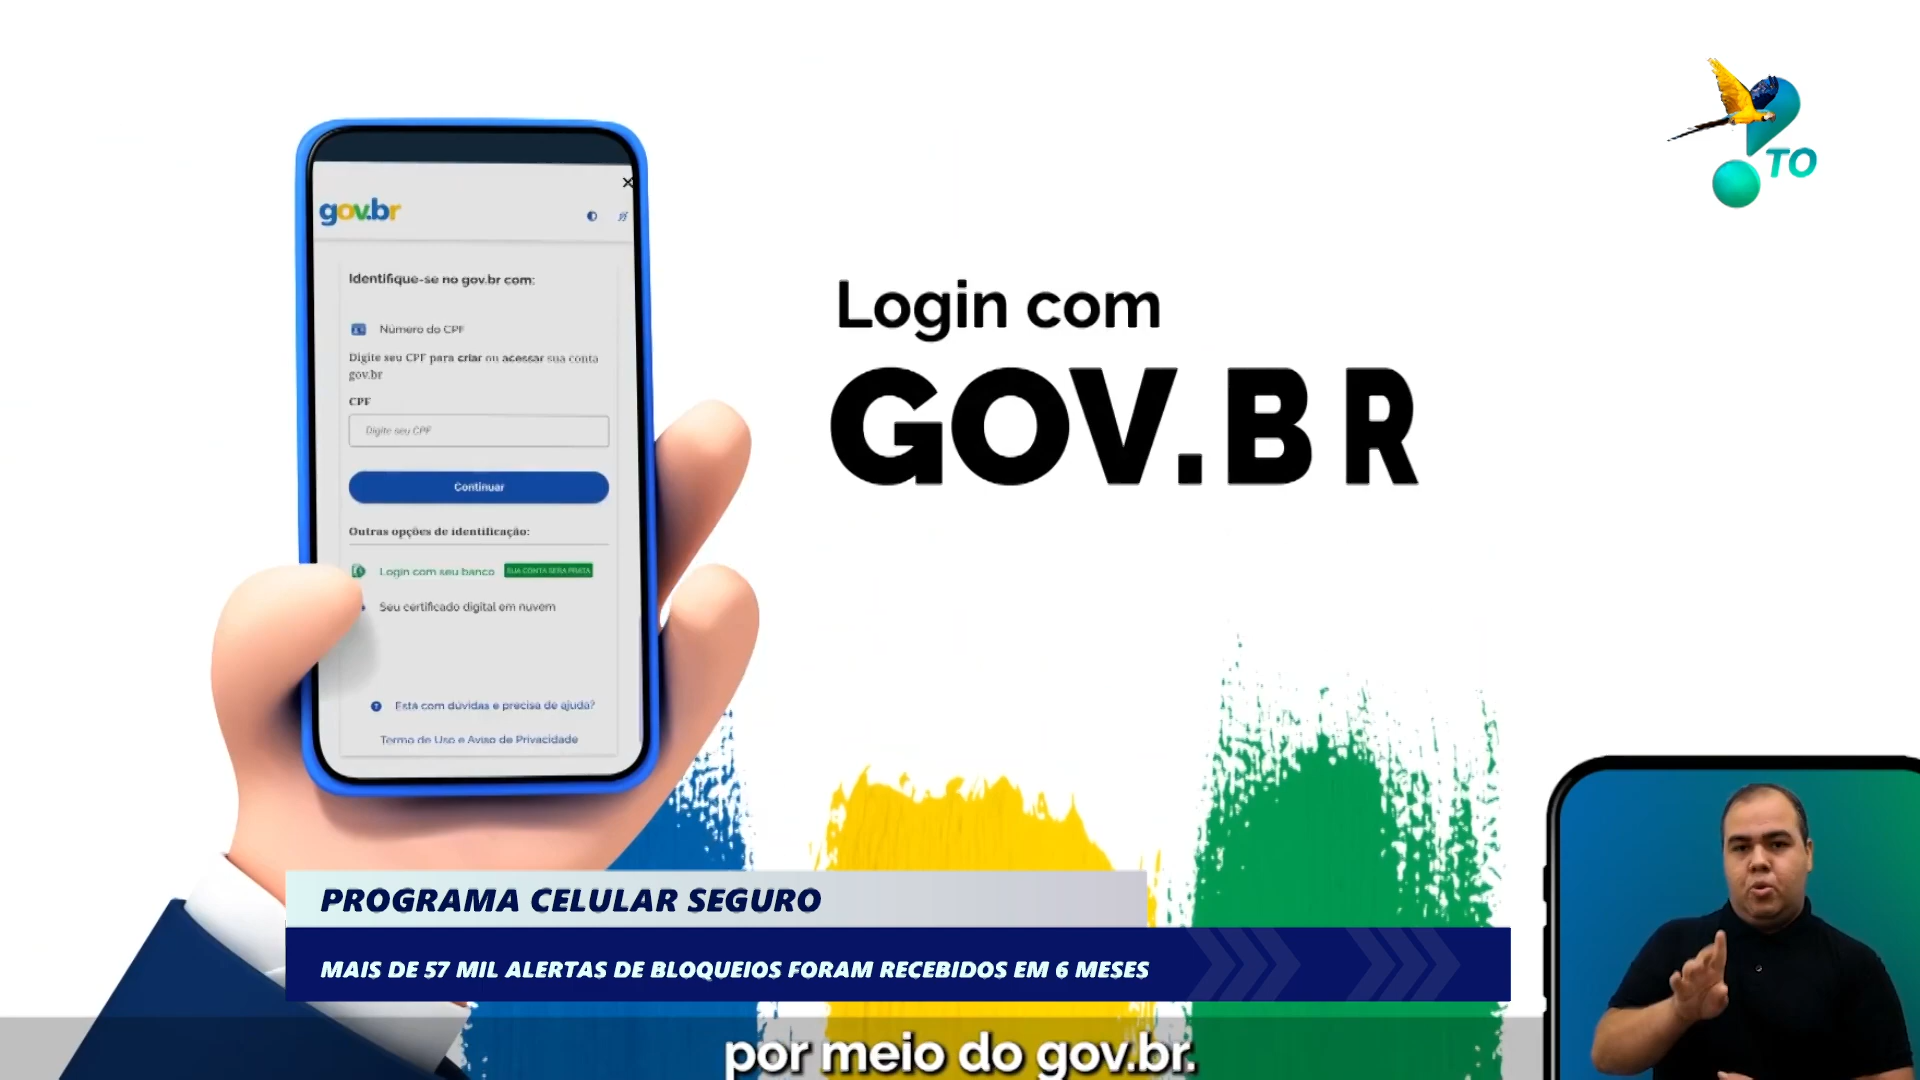 TO
gov.br
Identifique-se no gov.br com:
Número do CPF
Digite seu CPF para criar ou acessar sua conta
gov.br
CPF
Digite seu CPF
Continuar
Outras opções de identificação:
Login com seu banco SUA CONTA SERÁ PRATA
Seu certificado digital em nuvem
Está com dúvidas e precisa de ajuda?
Termo de Uso e Aviso de Privacidade
Login com
GOV.BR
PROGRAMA CELULAR SEGURO
MAIS DE 57 MIL ALERTAS DE BLOQUEIOS FORAM RECEBIDOS EM 6 MESES
por meio do gov.br.